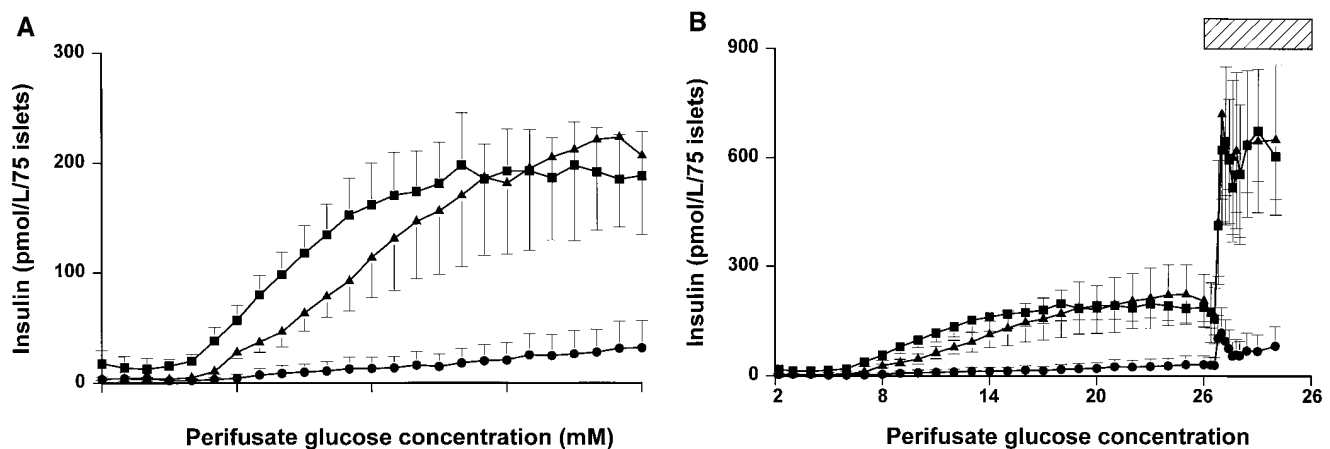 A
300
200
100
0
Insulin (pmol/L/75 islets)
Perifusate glucose concentration (mM)
B
900
600
300
0
Insulin (pmol/L/75 islets)
2 8 14 20 26 26
Perifusate glucose concentration